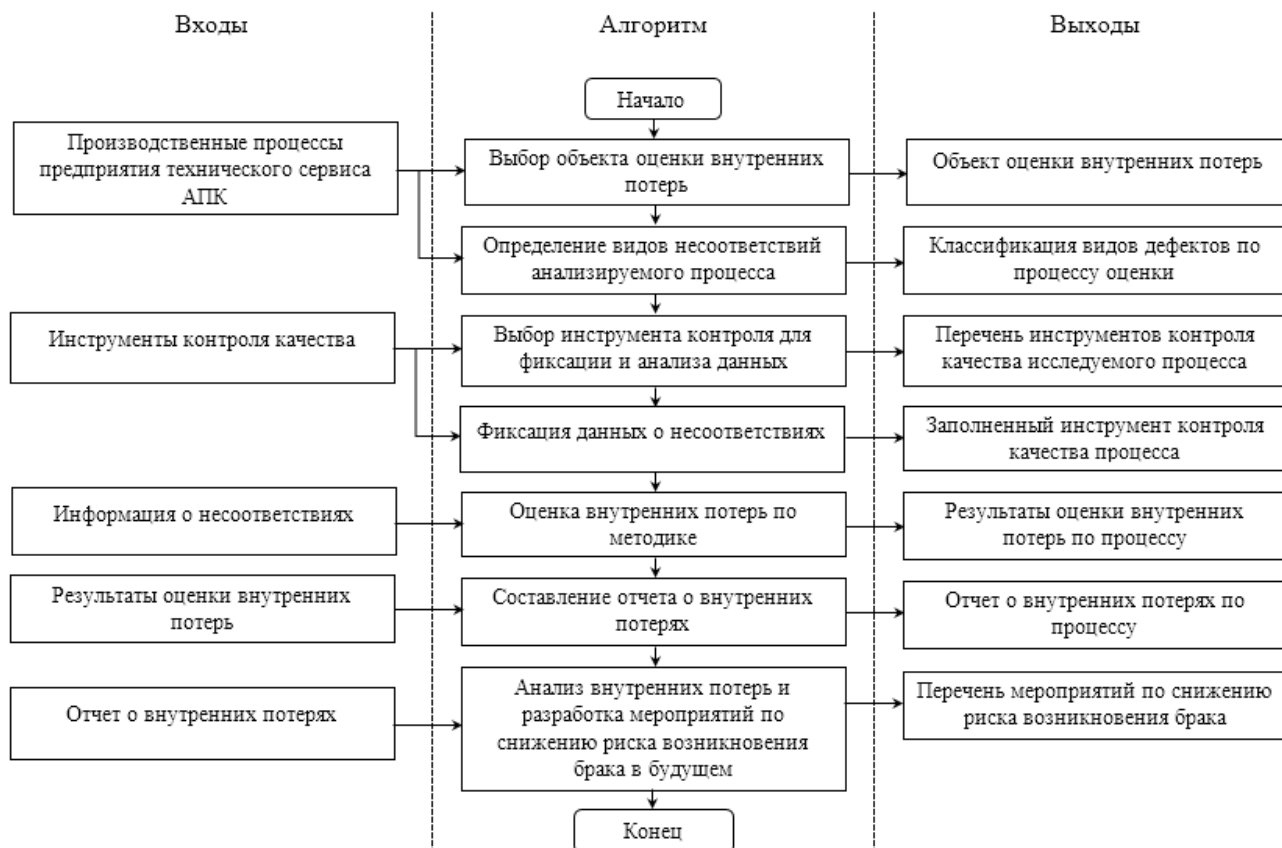 Входы
Алгоритм
Выходы
Начало
Производственные процессы
предприятия технического сервиса
АПК
Выбор объекта оценки внутренних
потерь
Объект оценки внутренних потерь
Определение видов несоответствий
анализируемого процесса
Классификация видов дефектов по
процессу оценки
Инструменты контроля качества
Выбор инструмента контроля для
фиксации и анализа данных
Перечень инструментов контроля
качества исследуемого процесса
Фиксация данных о несоответствиях
Заполненный инструмент контроля
качества процесса
Информация о несоответствиях
Оценка внутренних потерь по
методике
Результаты оценки внутренних
потерь по процессу
Результаты оценки внутренних
потерь
Составление отчета о внутренних
потерях
Отчет о внутренних потерях по
процессу
Отчет о внутренних потерях
Анализ внутренних потерь и
разработка мероприятий по
снижению риска возникновения
брака в будущем
Перечень мероприятий по снижению
риска возникновения брака
Конец